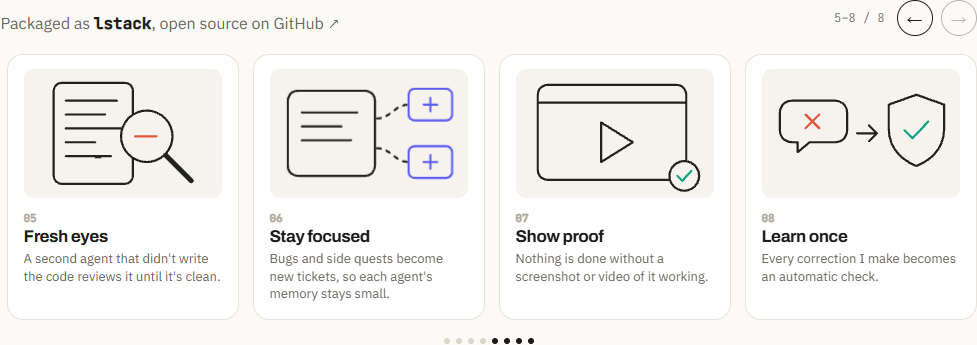 Packaged as lstack, open source on GitHub ↗
5–8 / 8 ← →
05
Fresh eyes
A second agent that didn't write
the code reviews it until it's clean.
06
Stay focused
Bugs and side quests become
new tickets, so each agent's
memory stays small.
07
Show proof
Nothing is done without a
screenshot or video of it working.
08
Learn once
Every correction I make becomes
an automatic check.